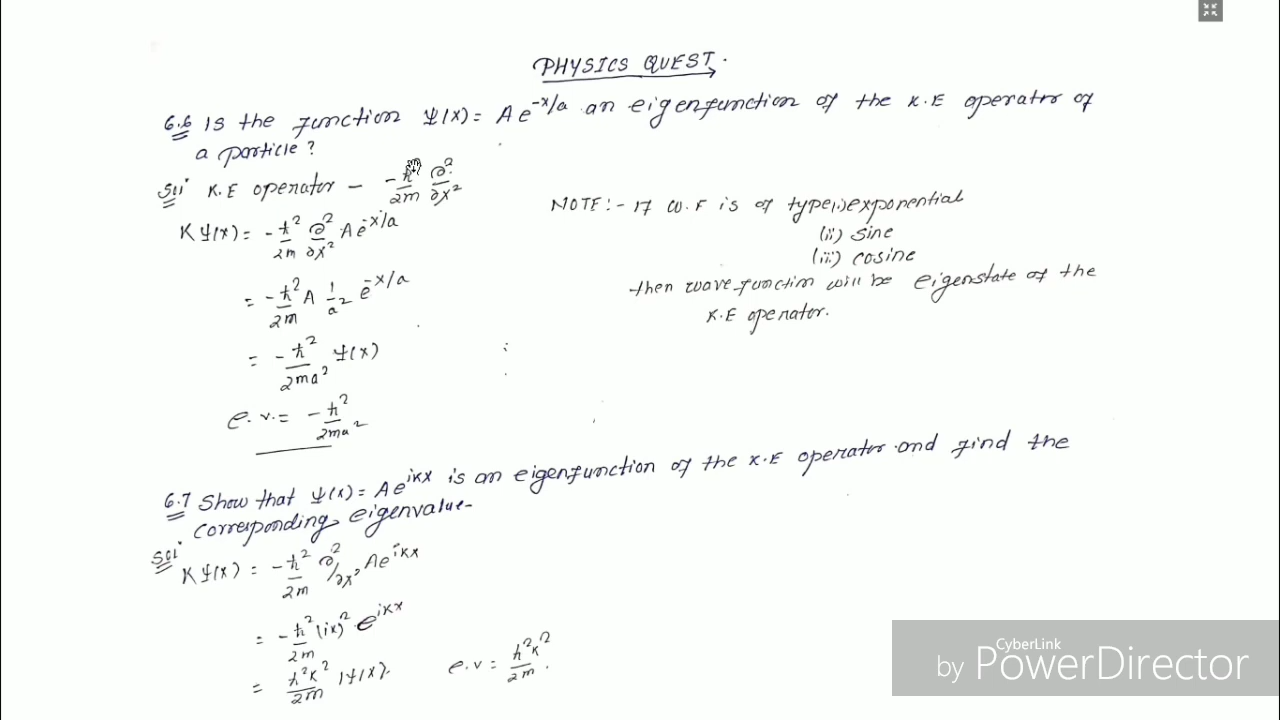 PHYSICS QUEST.
6.6 Is the function Ψ(x) = A e^{-x/a} an eigenfunction of the K.E operator of
a particle?
Sol: K.E operator - -ħ²/2m ∂²/∂x²
KΨ(x) = -ħ²/2m ∂²/∂x² A e^{-x/a}
= -ħ²/2m A 1/a² e^{-x/a}
= -ħ²/2ma² Ψ(x)
e.v. = -ħ²/2ma²
NOTE:- If W.F is of type (i) exponential
(ii) sine
(iii) cosine
then wave function will be eigenstate of the
K.E operator.
6.7 Show that Ψ(x) = A e^{ikx} is an eigenfunction of the K.E operator and find the
corresponding eigenvalue-
Sol:
KΨ(x) = -ħ²/2m ∂²/∂x² A e^{ikx}
= -ħ²/2m (ik)² e^{ikx}
= ħ²k²/2m Ψ(x). e.v = ħ²k²/2m.
CyberLink
by PowerDirector